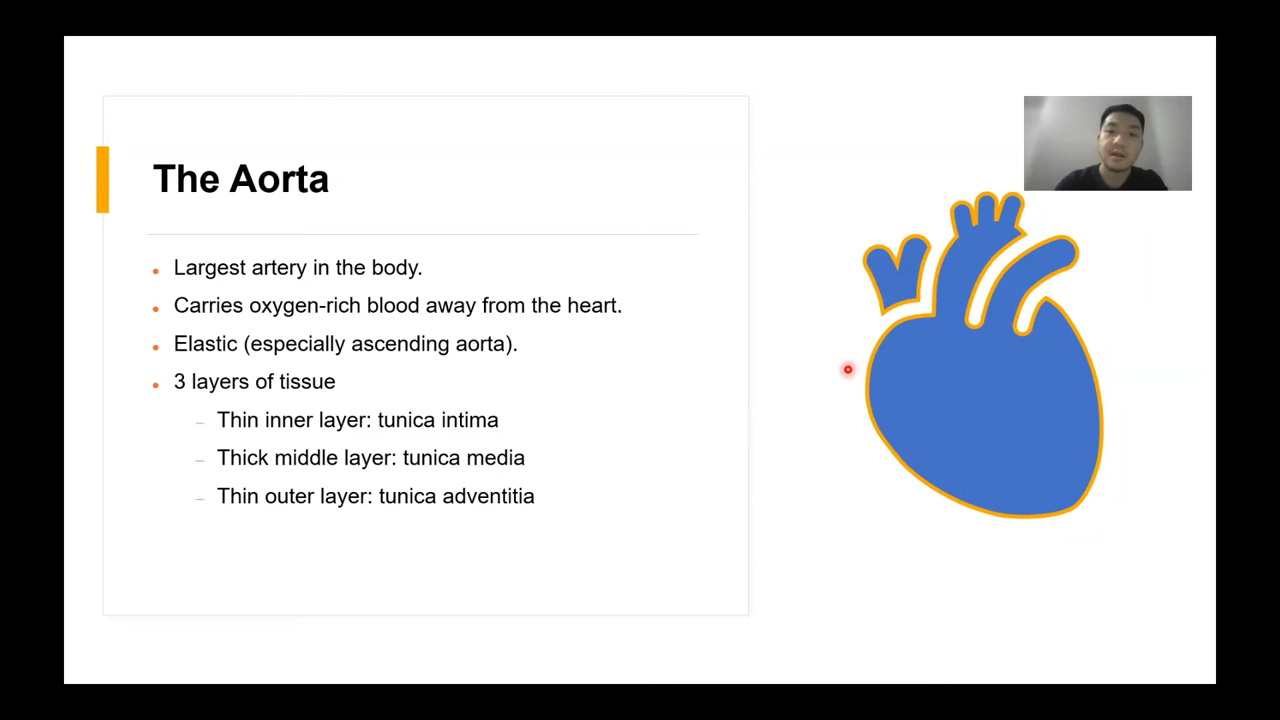 The Aorta
Largest artery in the body.
Carries oxygen-rich blood away from the heart.
Elastic (especially ascending aorta).
3 layers of tissue
Thin inner layer: tunica intima
Thick middle layer: tunica media
Thin outer layer: tunica adventitia